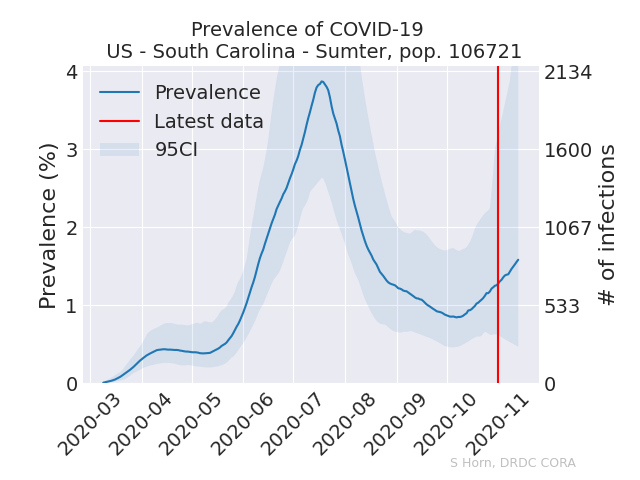 Prevalence of COVID-19
US - South Carolina - Sumter, pop. 106721
Prevalence (%)
4
3
2
1
0
Prevalence
Latest data
95CI
2134
1600
1067
533
0
# of infections
2020-03
2020-04
2020-05
2020-06
2020-07
2020-08
2020-09
2020-10
2020-11
S Horn, DRDC CORA